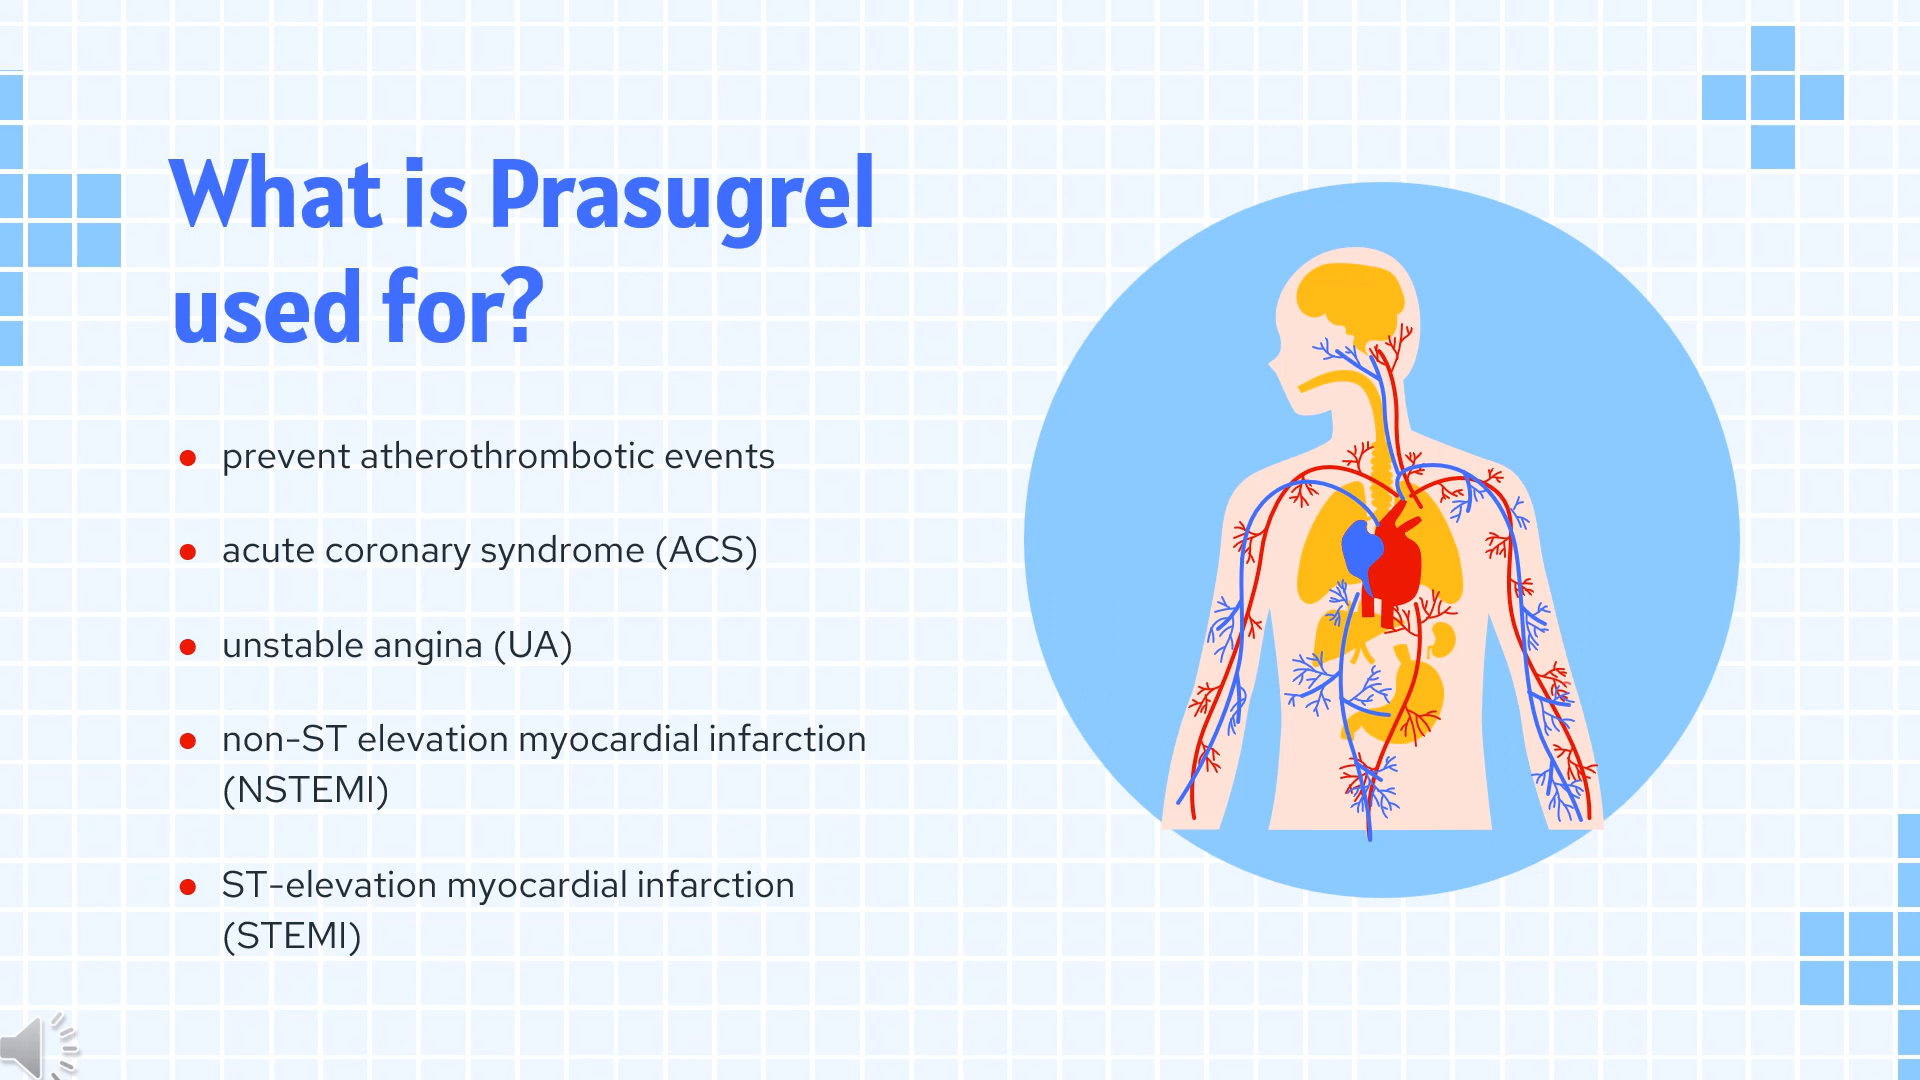 What is Prasugrel
used for?
● prevent atherothrombotic events
● acute coronary syndrome (ACS)
● unstable angina (UA)
● non-ST elevation myocardial infarction
(NSTEMI)
● ST-elevation myocardial infarction
(STEMI)